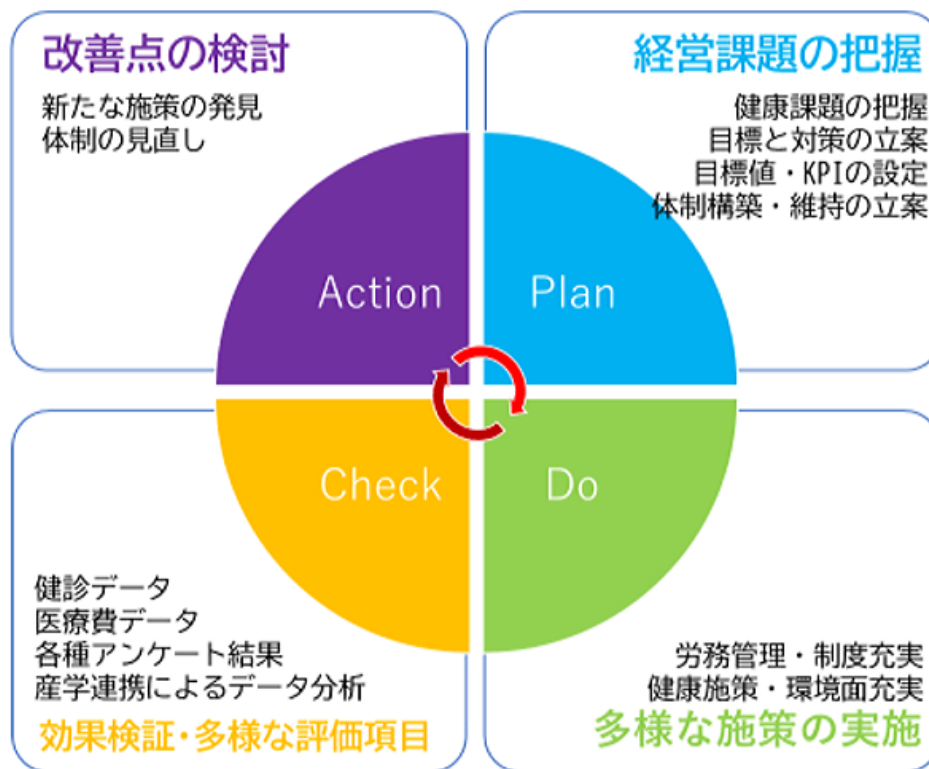 改善点の検討
新たな施策の発見
体制の見直し
経営課題の把握
健康課題の把握
目標と対策の立案
目標値・KPIの設定
体制構築・維持の立案
Action
Plan
Check
Do
健診データ
医療費データ
各種アンケート結果
産学連携によるデータ分析
効果検証・多様な評価項目
労務管理・制度充実
健康施策・環境面充実
多様な施策の実施